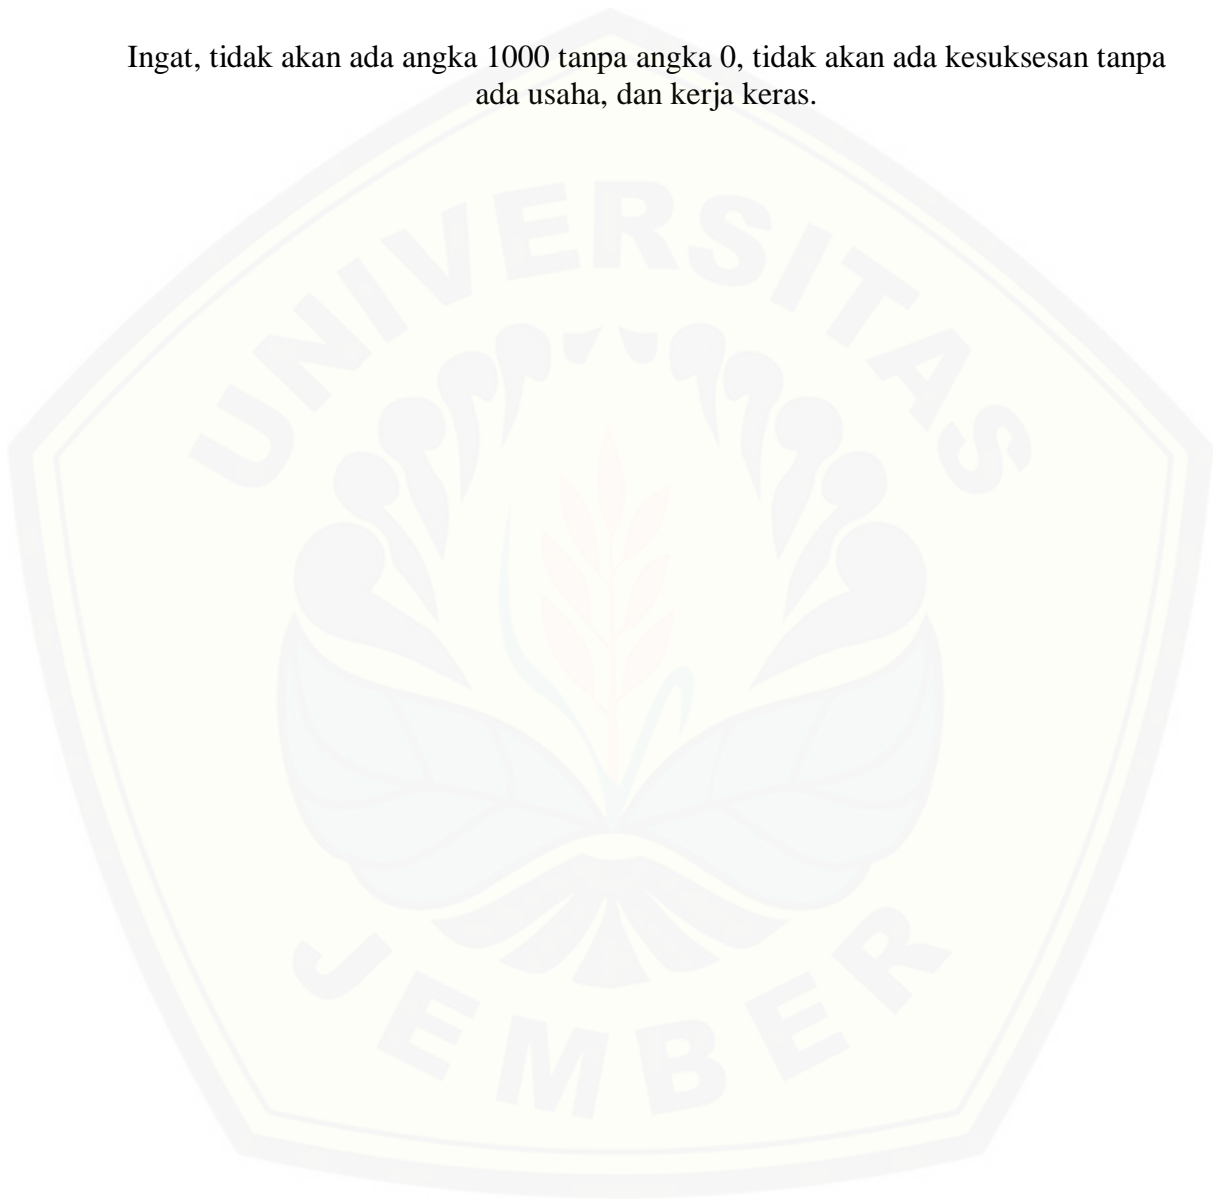 Ingat, tidak akan ada angka 1000 tanpa angka 0, tidak akan ada kesuksesan tanpa
ada usaha, dan kerja keras.
UNIVERSITAS
JEMBER